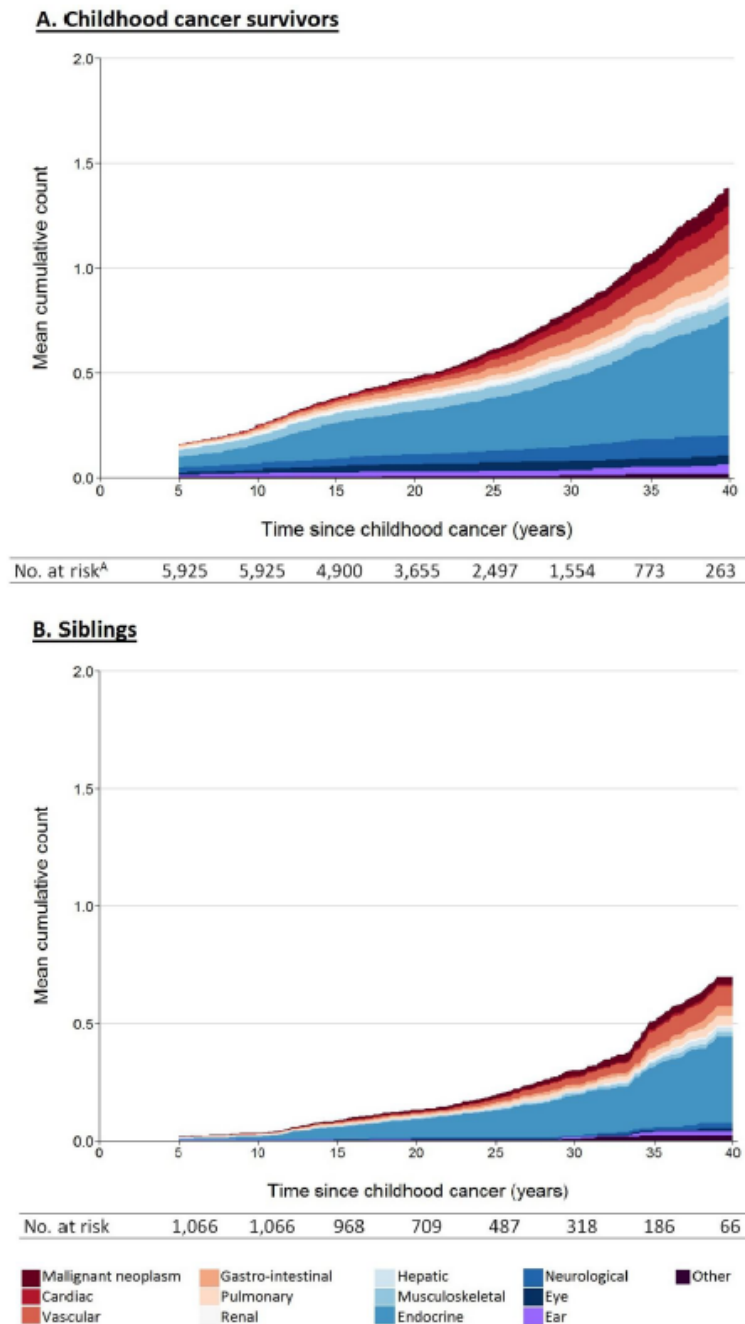 A. Childhood cancer survivors
2.0
1.5
1.0
0.5
0.0
Mean cumulative count
0 5 10 15 20 25 30 35 40
Time since childhood cancer (years)
No. at riskᴬ 5,925 5,925 4,900 3,655 2,497 1,554 773 263
B. Siblings
2.0
1.5
1.0
0.5
0.0
Mean cumulative count
0 5 10 15 20 25 30 35 40
Time since childhood cancer (years)
No. at risk 1,066 1,066 968 709 487 318 186 66
Malignant neoplasm Gastro-intestinal Hepatic Neurological Other
Cardiac Pulmonary Musculoskeletal Eye
Vascular Renal Endocrine Ear